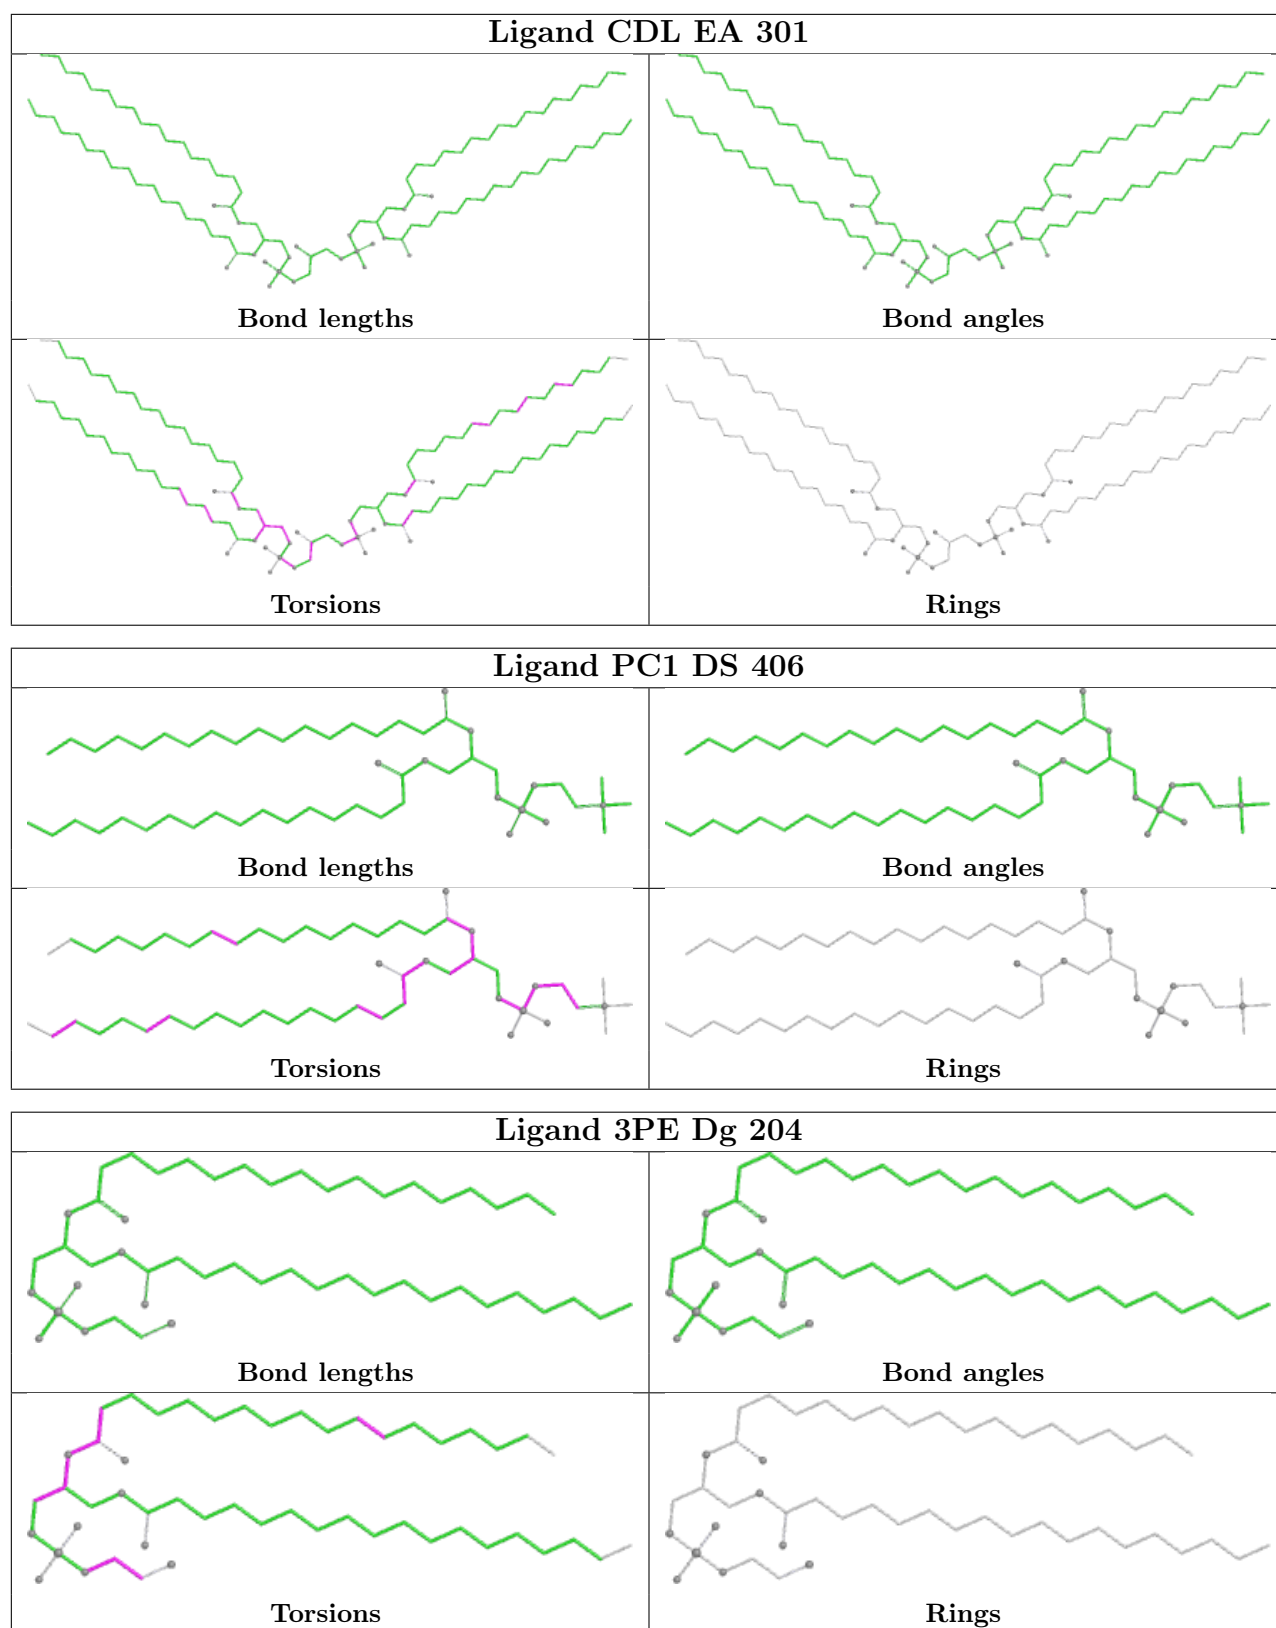 Ligand CDL EA 301
Bond lengths
Bond angles
Torsions
Rings
Ligand PC1 DS 406
Bond lengths
Bond angles
Torsions
Rings
Ligand 3PE Dg 204
Bond lengths
Bond angles
Torsions
Rings